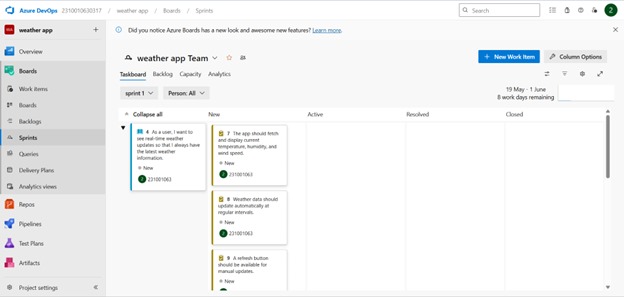 Azure DevOps 2310010630317 / weather app / Boards / Sprints Search 2
Did you notice Azure Boards has a new look and awesome new features? Learn more.
WA weather app +
Overview
Boards
Work items
Boards
Backlogs
Sprints
Queries
Delivery Plans
Analytics views
Repos
Pipelines
Test Plans
Artifacts
Project settings
weather app Team
+ New Work Item
Column Options
Taskboard Backlog Capacity Analytics
sprint 1
Person: All
19 May - 1 June
8 work days remaining
Collapse all New Active Resolved Closed
4 As a user, I want to
see real-time weather
updates so that I always have
the latest weather
information.
New
2 231001063
7 The app should fetch
and display current
temperature, humidity, and
wind speed.
New
2 231001063
8 Weather data should
update automatically at
regular intervals.
New
2 231001063
9 A refresh button
should be available for
manual updates.
New